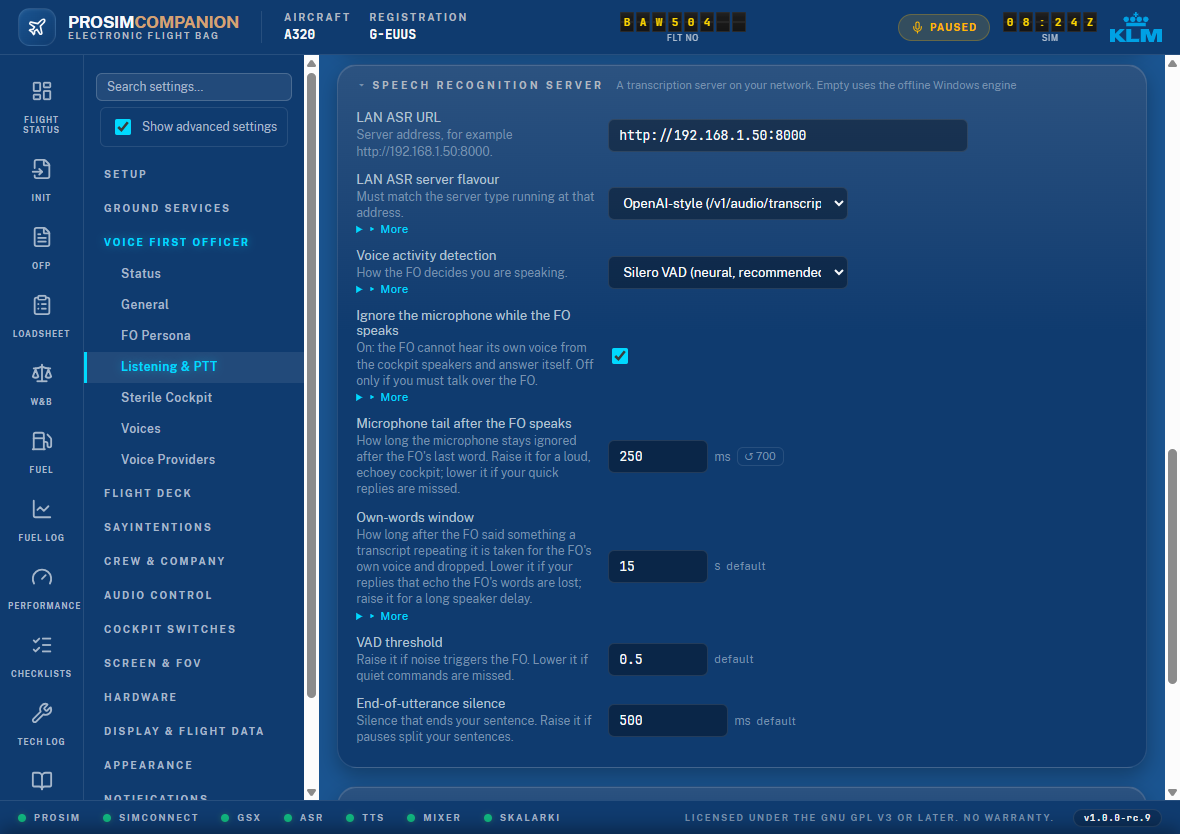 PROSIMCOMPANION
ELECTRONIC FLIGHT BAG
AIRCRAFT
A320
REGISTRATION
G-EUUS
BAW504
FLT NO
PAUSED
08:24Z
SIM
KLM
FLIGHT STATUS
INIT
OFP
LOADSHEET
W&B
FUEL
FUEL LOG
PERFORMANCE
CHECKLISTS
TECH LOG
Search settings...
Show advanced settings
SETUP
GROUND SERVICES
VOICE FIRST OFFICER
Status
General
FO Persona
Listening & PTT
Sterile Cockpit
Voices
Voice Providers
FLIGHT DECK
SAYINTENTIONS
CREW & COMPANY
AUDIO CONTROL
COCKPIT SWITCHES
SCREEN & FOV
HARDWARE
DISPLAY & FLIGHT DATA
APPEARANCE
NOTIFICATIONS
SPEECH RECOGNITION SERVER A transcription server on your network. Empty uses the offline Windows engine
LAN ASR URL
Server address, for example
http://192.168.1.50:8000.
http://192.168.1.50:8000
LAN ASR server flavour
Must match the server type running at that
address.
More
OpenAI-style (/v1/audio/transcrip
Voice activity detection
How the FO decides you are speaking.
More
Silero VAD (neural, recommended
Ignore the microphone while the FO
speaks
On: the FO cannot hear its own voice from
the cockpit speakers and answer itself. Off
only if you must talk over the FO.
More
Microphone tail after the FO speaks
How long the microphone stays ignored
after the FO's last word. Raise it for a loud,
echoey cockpit; lower it if your quick
replies are missed.
250 ms ↺ 700
Own-words window
How long after the FO said something a
transcript repeating it is taken for the FO's
own voice and dropped. Lower it if your
replies that echo the FO's words are lost;
raise it for a long speaker delay.
More
15 s default
VAD threshold
Raise it if noise triggers the FO. Lower it if
quiet commands are missed.
0.5 default
End-of-utterance silence
Silence that ends your sentence. Raise it if
pauses split your sentences.
500 ms default
PROSIM SIMCONNECT GSX ASR TTS MIXER SKALARKI
LICENSED UNDER THE GNU GPL V3 OR LATER. NO WARRANTY. v1.0.0-rc.9